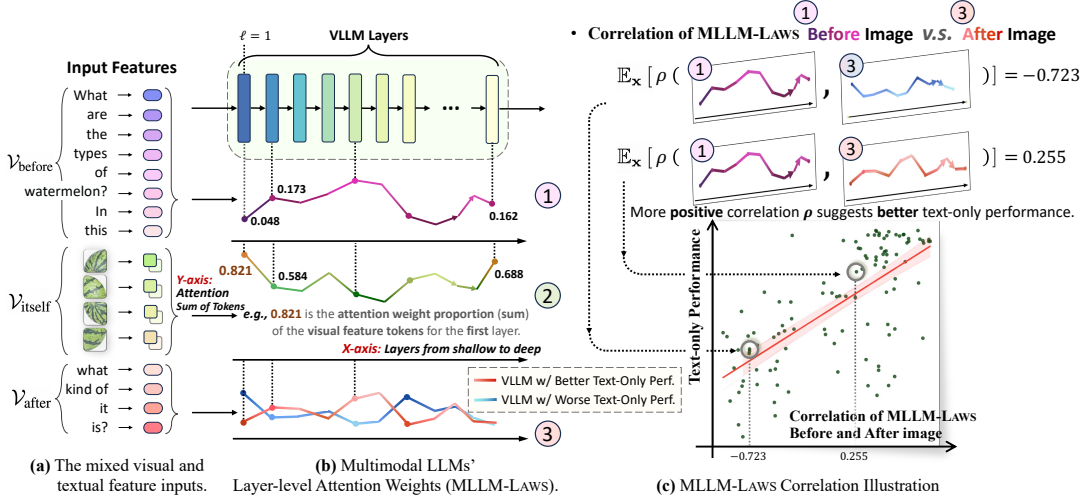 Input Features
What
are
the
types
of
watermelon?
In
this
𝒱before
𝒱itself
what
kind of
it
is?
𝒱after
(a) The mixed visual and
textual feature inputs.
ℓ = 1
VLLM Layers
...
0.048
0.173
0.162
1
0.821
0.584
0.688
Y-axis:
Attention
Sum of Tokens
2
e.g., 0.821 is the attention weight proportion (sum)
of the visual feature tokens for the first layer.
X-axis: Layers from shallow to deep
VLLM w/ Better Text-Only Perf.
VLLM w/ Worse Text-Only Perf.
3
(b) Multimodal LLMs'
Layer-level Attention Weights (MLLM-LAWS).
1 3
• Correlation of MLLM-LAWS Before Image v.s. After Image
𝔼x [ ρ ( 1 , 3 )] = −0.723
𝔼x [ ρ ( 1 , 3 )] = 0.255
More positive correlation ρ suggests better text-only performance.
Text-only Performance
Correlation of MLLM-LAWS
Before and After image
−0.723 0.255
(c) MLLM-LAWS Correlation Illustration